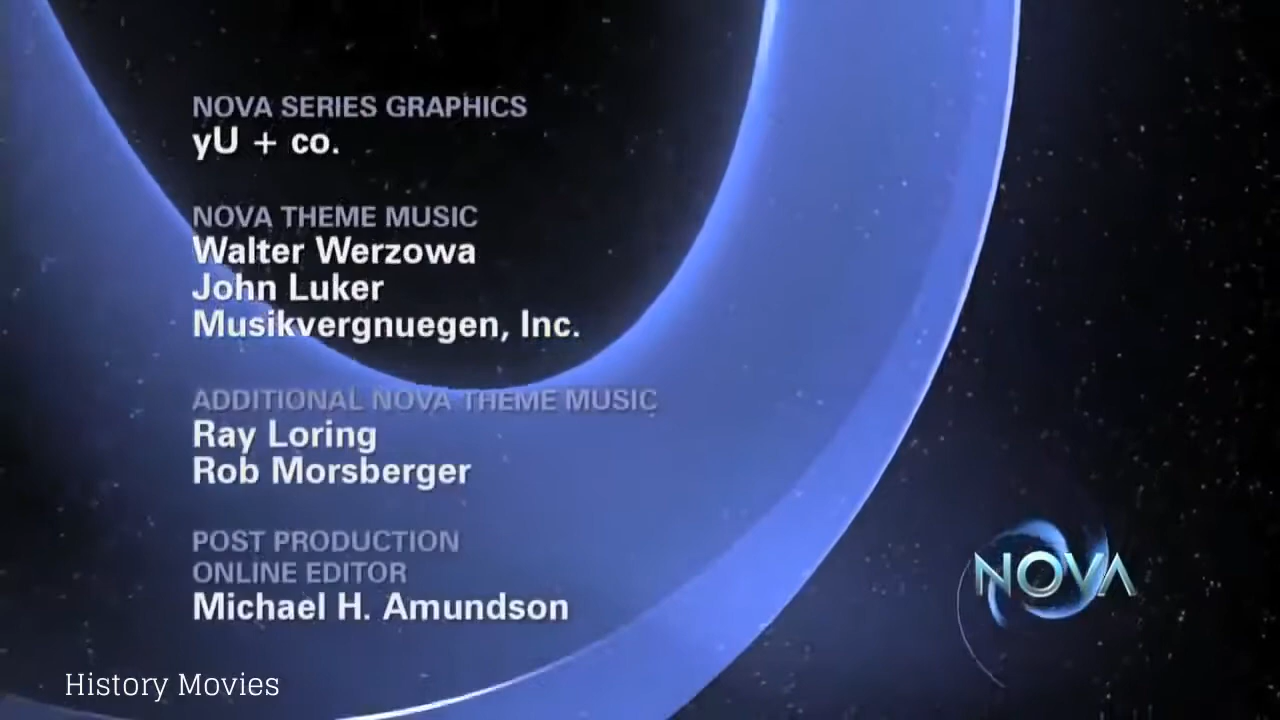 NOVA SERIES GRAPHICS
yU + co.
NOVA THEME MUSIC
Walter Werzowa
John Luker
Musikvergnuegen, Inc.
ADDITIONAL NOVA THEME MUSIC
Ray Loring
Rob Morsberger
POST PRODUCTION
ONLINE EDITOR
Michael H. Amundson
NOVA
History Movies